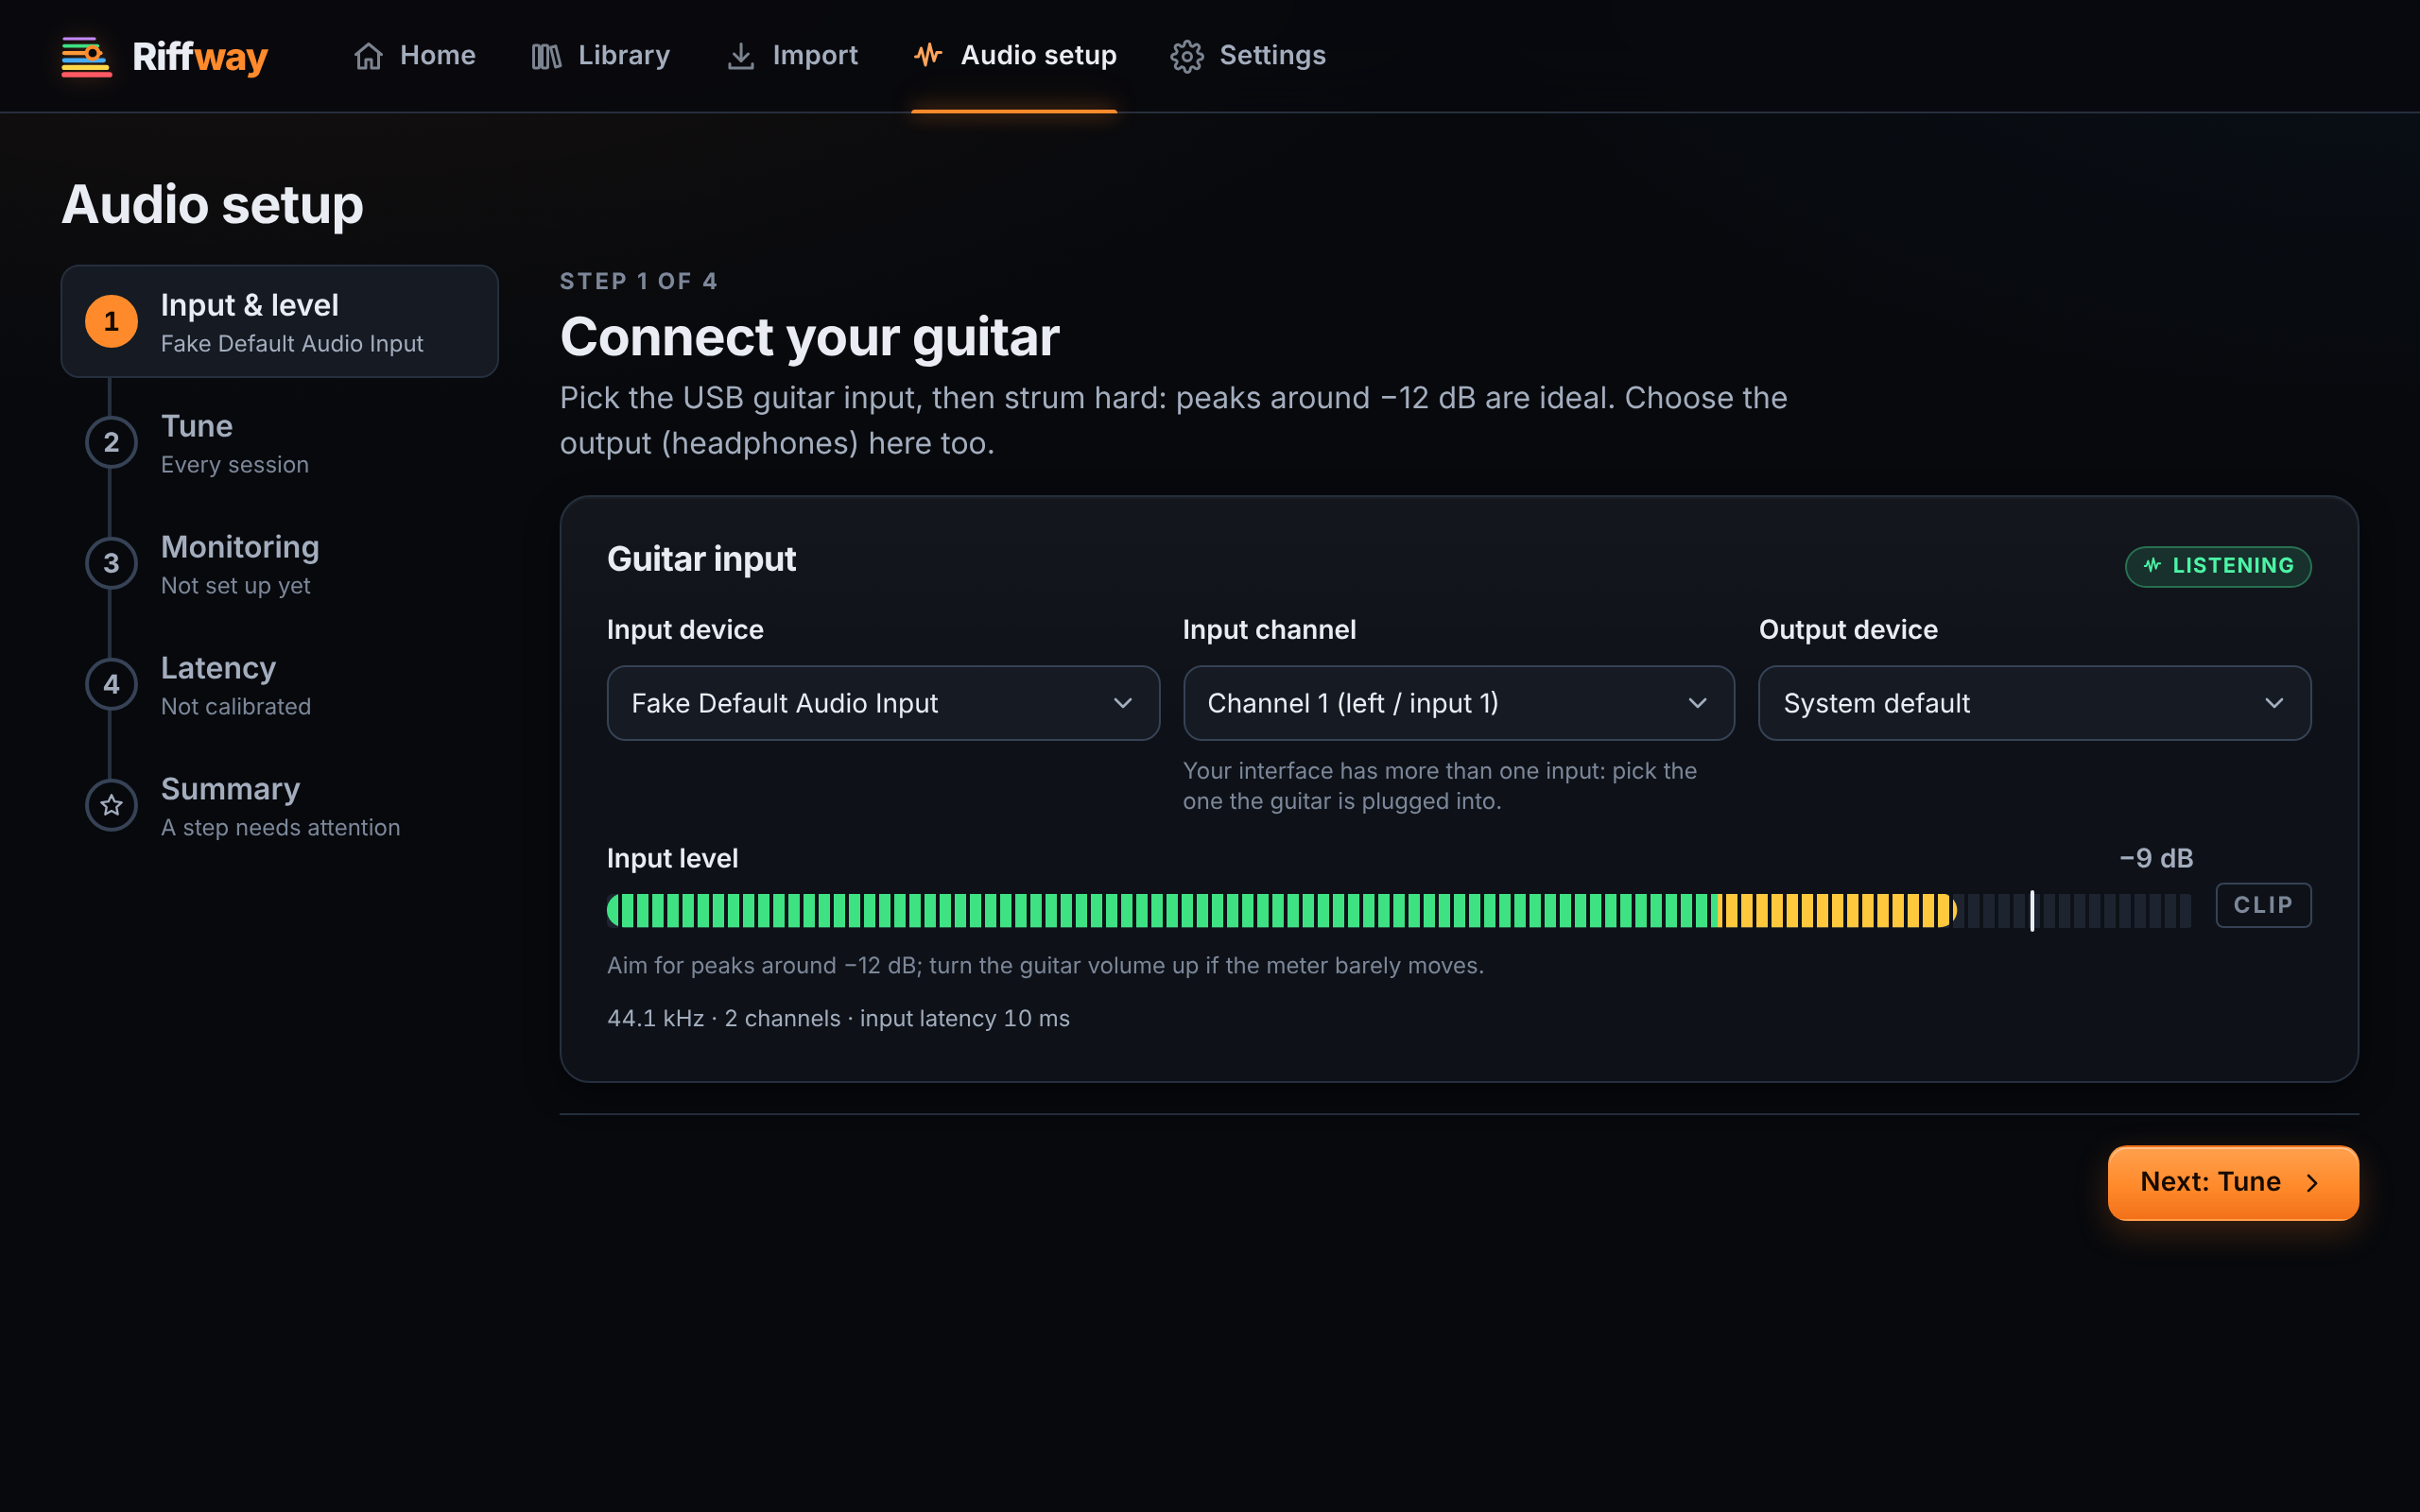 Riffway
Home
Library
Import
Audio setup
Settings
Audio setup
1
Input & level
Fake Default Audio Input
2
Tune
Every session
3
Monitoring
Not set up yet
4
Latency
Not calibrated
Summary
A step needs attention
STEP 1 OF 4
Connect your guitar
Pick the USB guitar input, then strum hard: peaks around −12 dB are ideal. Choose the
output (headphones) here too.
Guitar input
LISTENING
Input device
Fake Default Audio Input
Input channel
Channel 1 (left / input 1)
Your interface has more than one input: pick the
one the guitar is plugged into.
Output device
System default
Input level
−9 dB
CLIP
Aim for peaks around −12 dB; turn the guitar volume up if the meter barely moves.
44.1 kHz · 2 channels · input latency 10 ms
Next: Tune